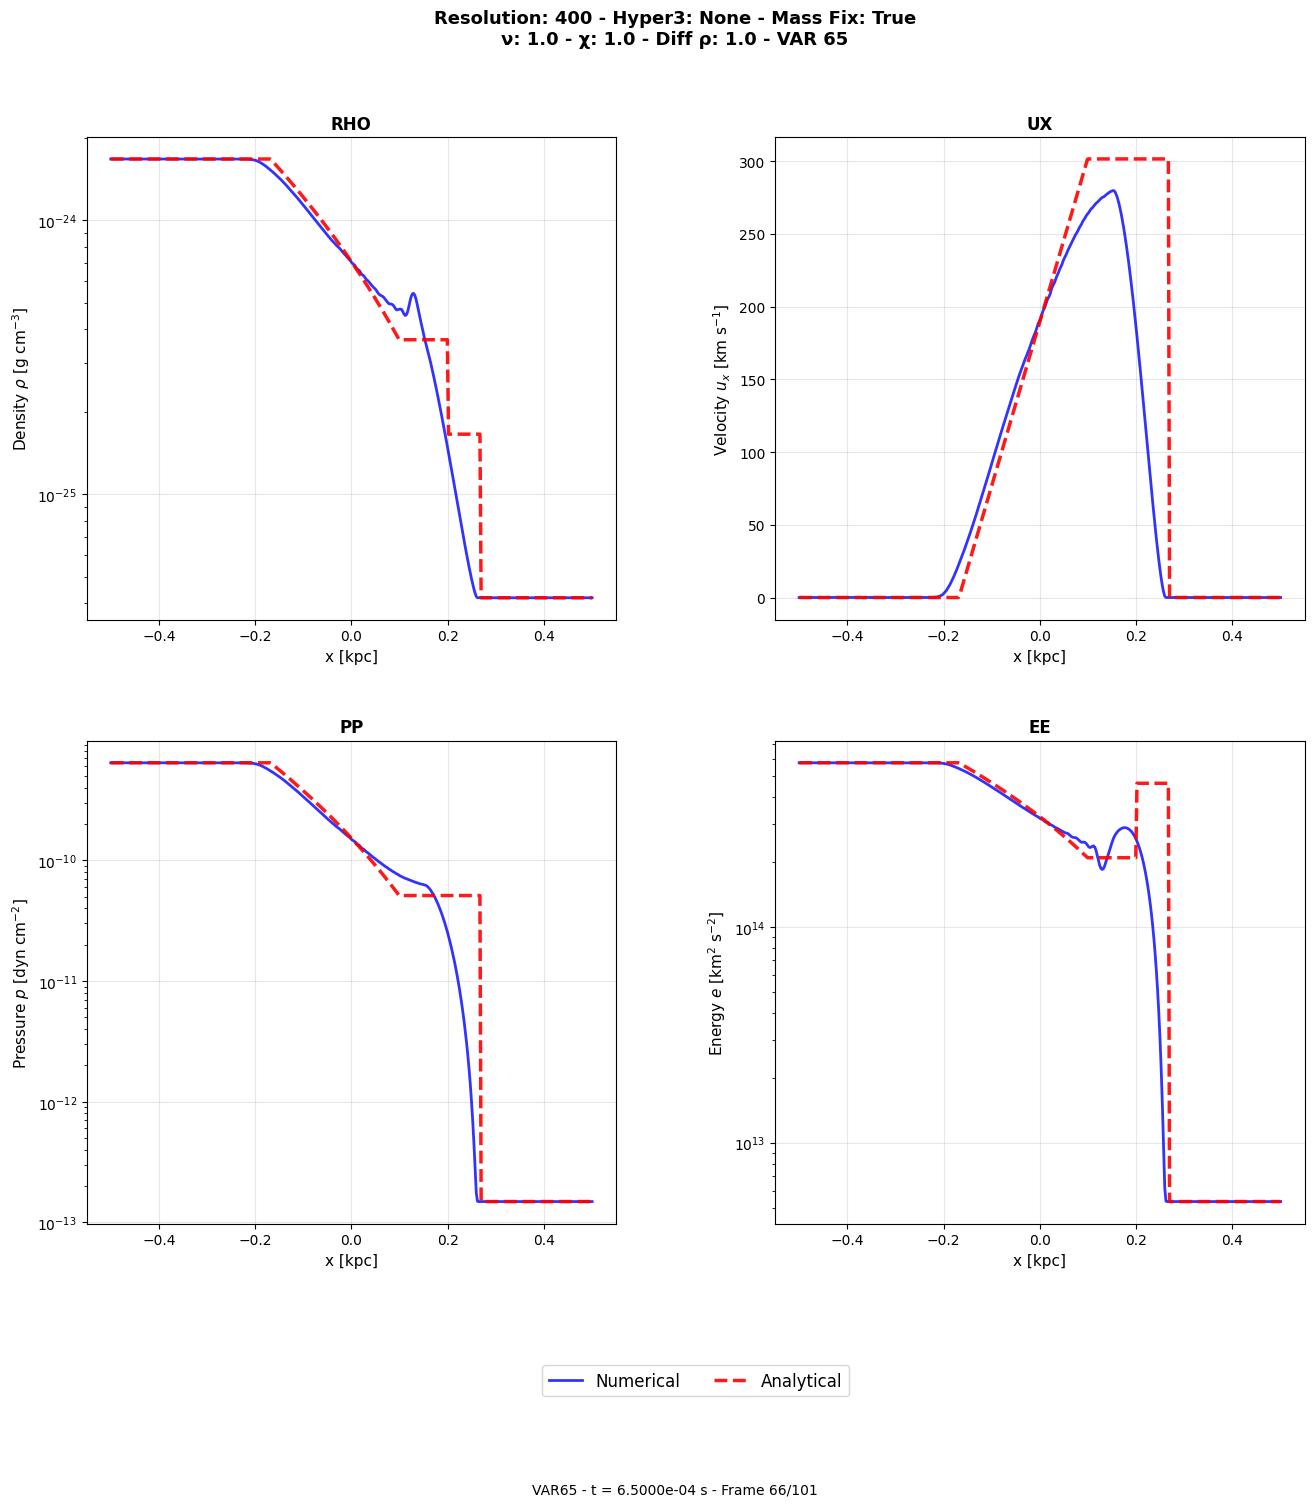 Resolution: 400 - Hyper3: None - Mass Fix: True
ν: 1.0 - χ: 1.0 - Diff ρ: 1.0 - VAR 65
RHO
Density ρ [g cm⁻³]
10⁻²⁴
10⁻²⁵
−0.4 −0.2 0.0 0.2 0.4
x [kpc]
UX
Velocity uₓ [km s⁻¹]
300
250
200
150
100
50
0
−0.4 −0.2 0.0 0.2 0.4
x [kpc]
PP
Pressure p [dyn cm⁻²]
10⁻¹⁰
10⁻¹¹
10⁻¹²
10⁻¹³
−0.4 −0.2 0.0 0.2 0.4
x [kpc]
EE
Energy e [km² s⁻²]
10¹⁴
10¹³
−0.4 −0.2 0.0 0.2 0.4
x [kpc]
Numerical Analytical
VAR65 - t = 6.5000e-04 s - Frame 66/101